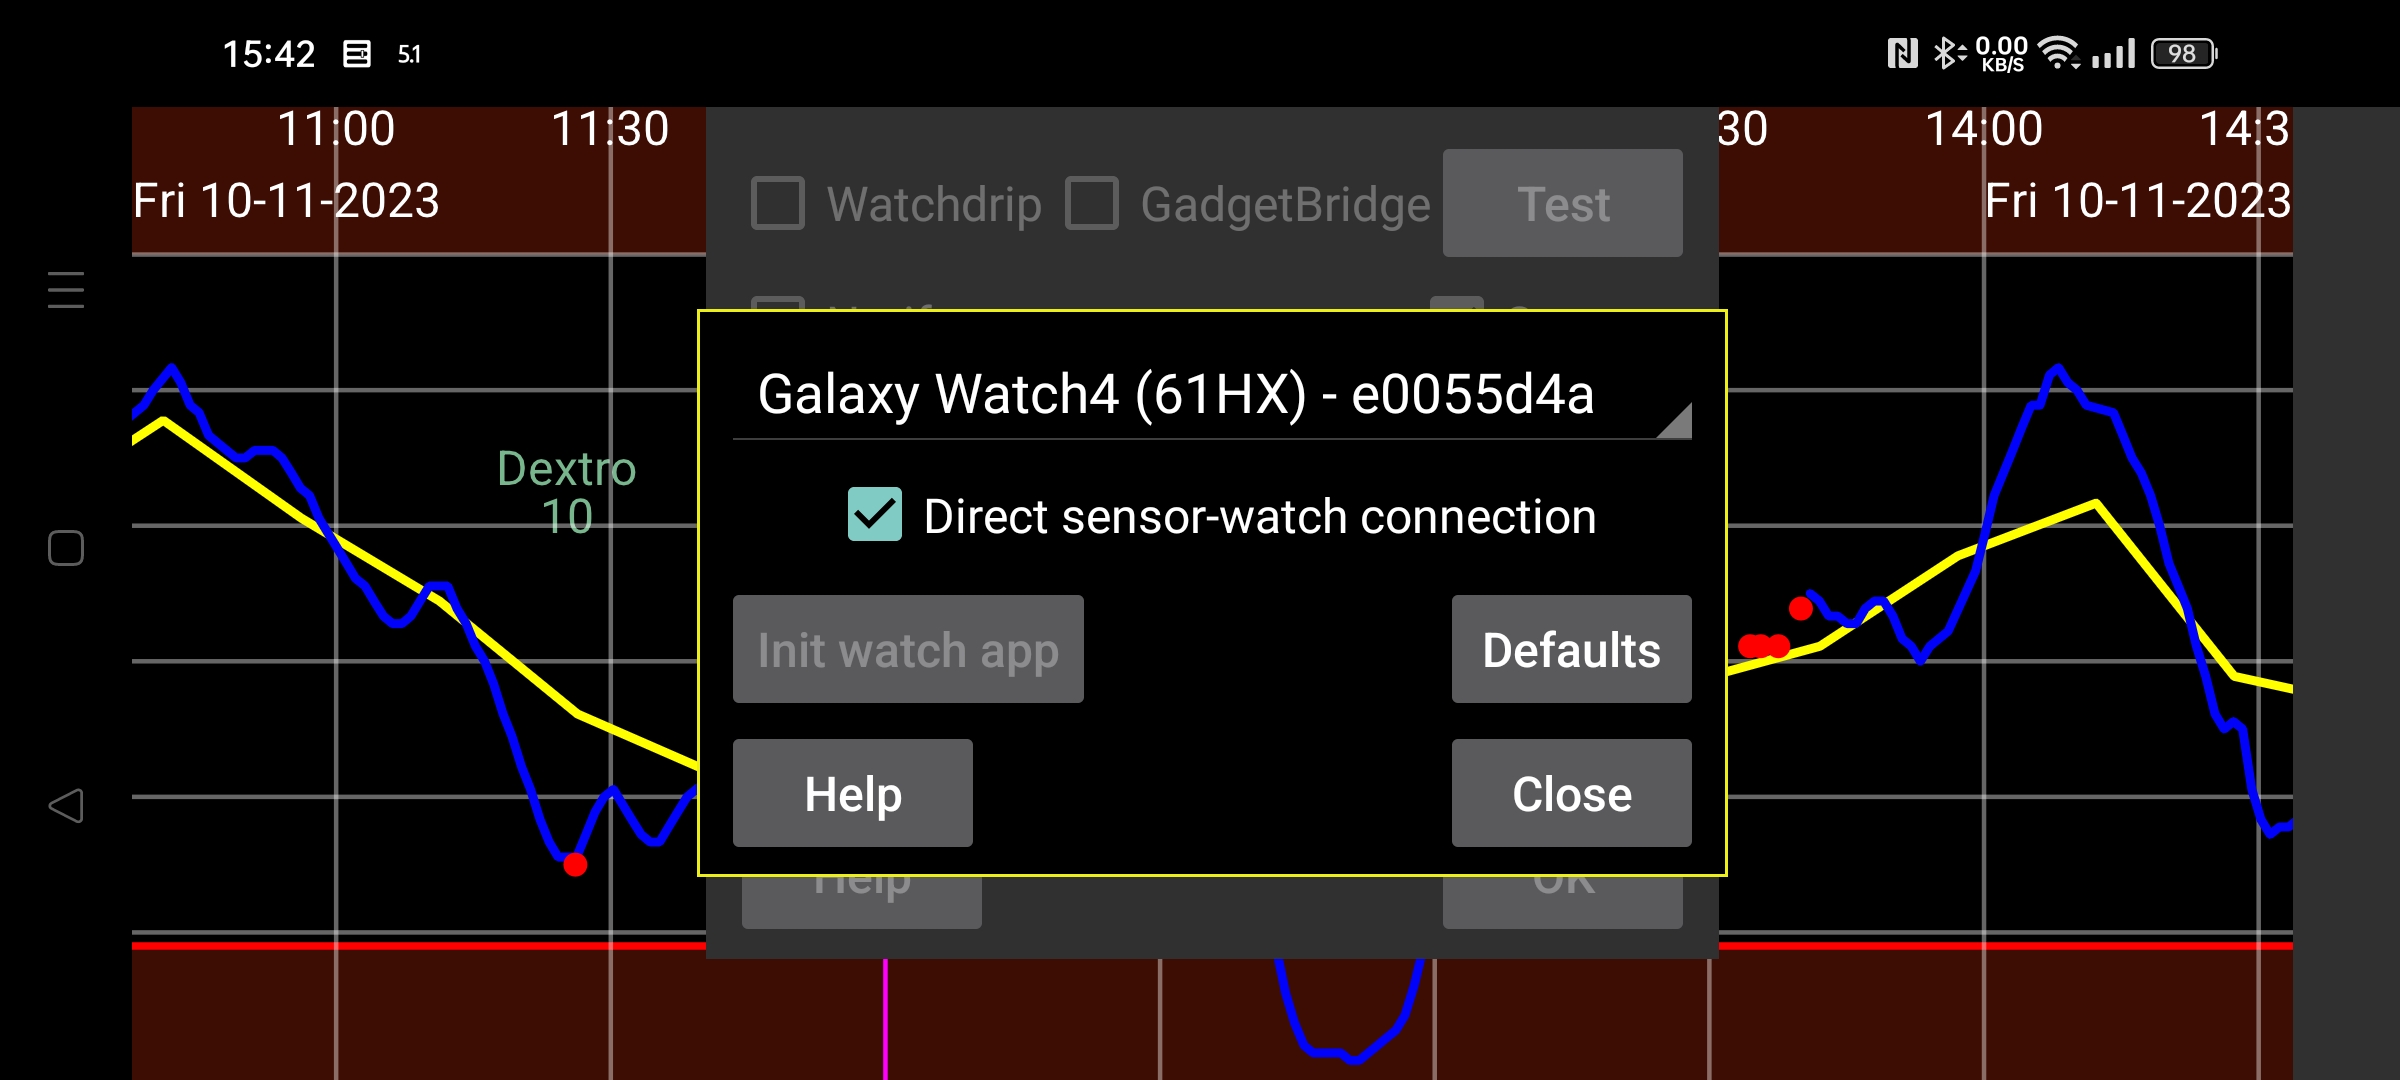 15:42 5.1 0.00 KB/S 98
11:00 11:30 30 14:00 14:3
Fri 10-11-2023 Fri 10-11-2023
Watchdrip GadgetBridge Test
Galaxy Watch4 (61HX) - e0055d4a
Dextro
10
Direct sensor-watch connection
Init watch app Defaults
Help Close
Help OK